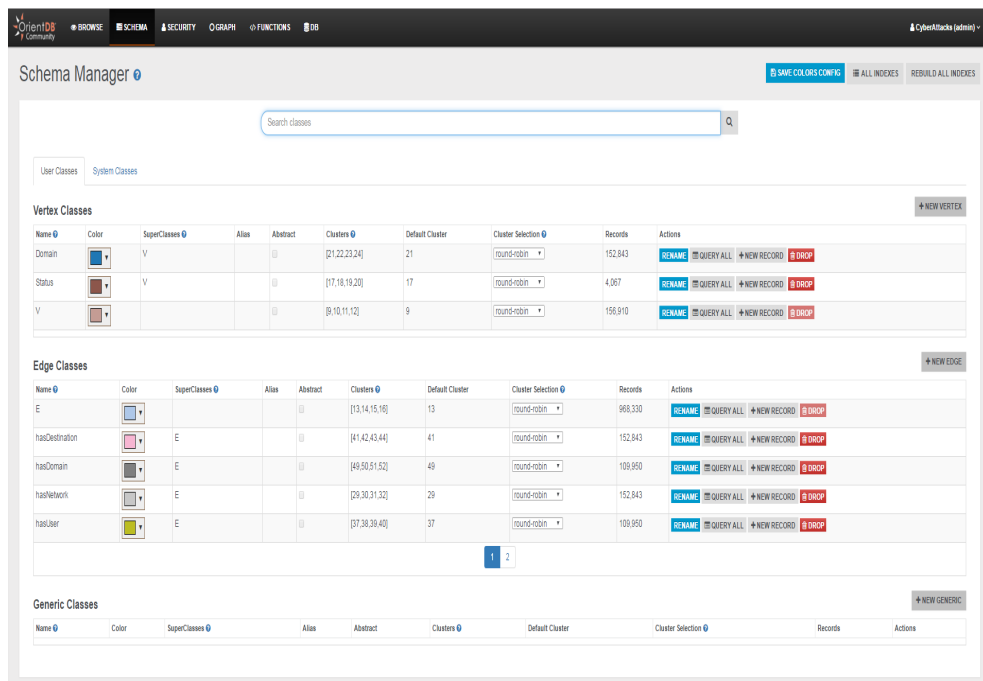 OrientDB Community BROWSE SCHEMA SECURITY GRAPH FUNCTIONS DB CyberAttacks (admin)
Schema Manager SAVE COLORS CONFIG ALL INDEXES REBUILD ALL INDEXES
Search classes
User Classes System Classes
Vertex Classes + NEW VERTEX
Name Color SuperClasses Alias Abstract Clusters Default Cluster Cluster Selection Records Actions
Domain V [21,22,23,24] 21 round-robin 152,843 RENAME QUERY ALL + NEW RECORD DROP
Status V [17,18,19,20] 17 round-robin 4,067 RENAME QUERY ALL + NEW RECORD DROP
V [9,10,11,12] 9 round-robin 156,910 RENAME QUERY ALL + NEW RECORD DROP
Edge Classes + NEW EDGE
Name Color SuperClasses Alias Abstract Clusters Default Cluster Cluster Selection Records Actions
E [13,14,15,16] 13 round-robin 968,330 RENAME QUERY ALL + NEW RECORD DROP
hasDestination E [41,42,43,44] 41 round-robin 152,843 RENAME QUERY ALL + NEW RECORD DROP
hasDomain E [49,50,51,52] 49 round-robin 109,950 RENAME QUERY ALL + NEW RECORD DROP
hasNetwork E [29,30,31,32] 29 round-robin 152,843 RENAME QUERY ALL + NEW RECORD DROP
hasUser E [37,38,39,40] 37 round-robin 109,950 RENAME QUERY ALL + NEW RECORD DROP
1 2
Generic Classes + NEW GENERIC
Name Color SuperClasses Alias Abstract Clusters Default Cluster Cluster Selection Records Actions